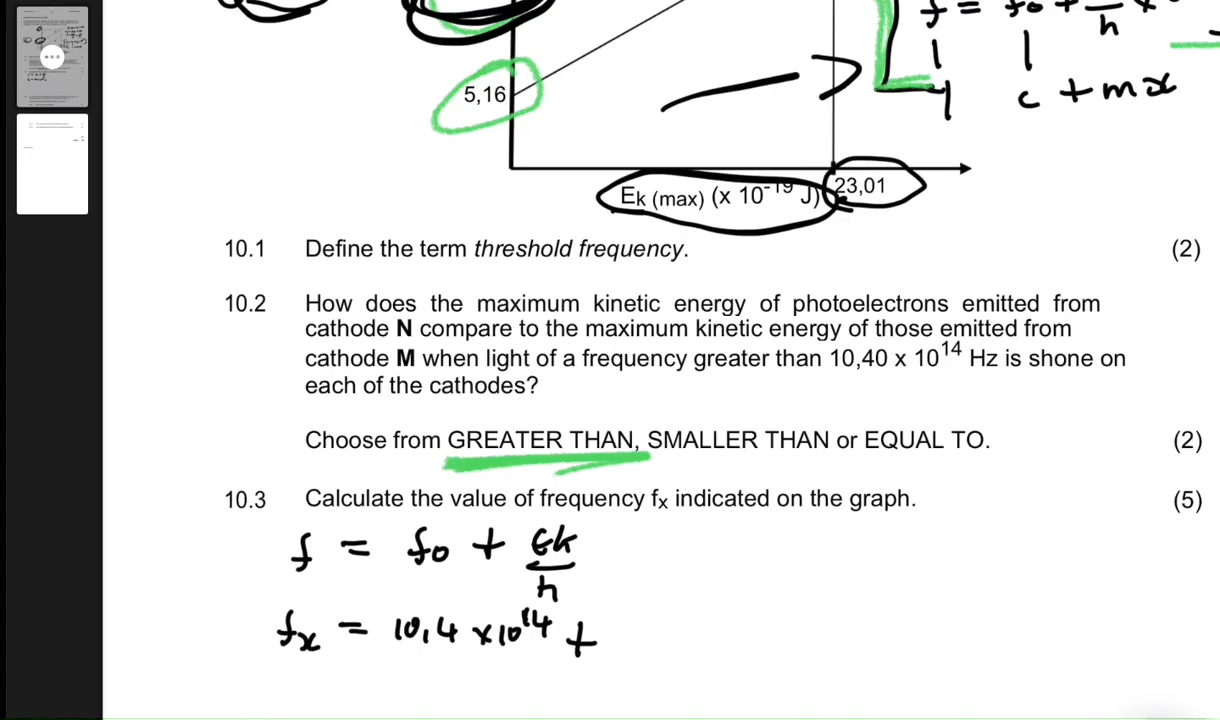 f = f₀ + — x
h
5,16
y c + mx
Eₖ (max) (x 10⁻¹⁹ J) 23,01
10.1 Define the term threshold frequency. (2)
10.2 How does the maximum kinetic energy of photoelectrons emitted from
cathode N compare to the maximum kinetic energy of those emitted from
cathode M when light of a frequency greater than 10,40 x 10¹⁴ Hz is shone on
each of the cathodes?
Choose from GREATER THAN, SMALLER THAN or EQUAL TO. (2)
10.3 Calculate the value of frequency fₓ indicated on the graph. (5)
f = f₀ + Ek
h
fₓ = 10,4 x 10¹⁴ +